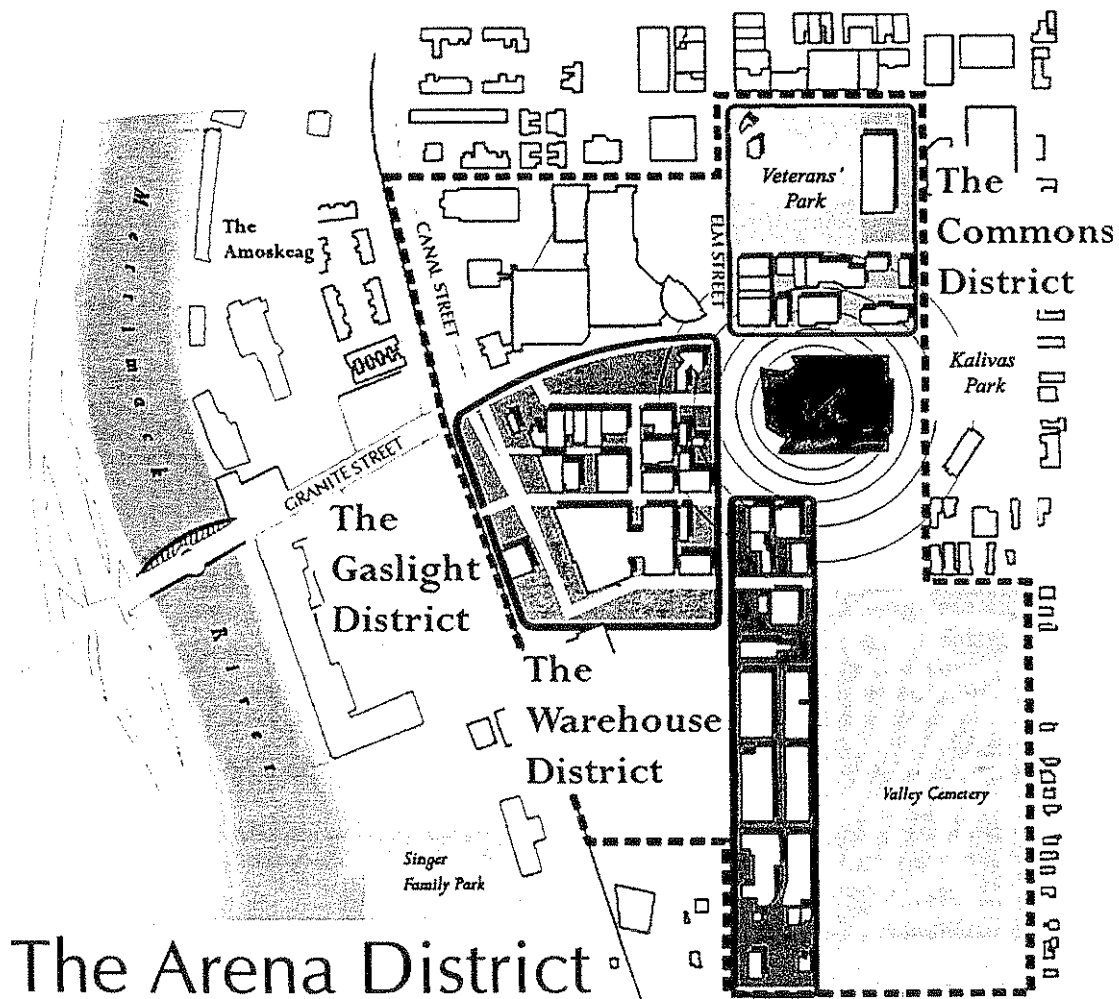 Veterans'
Park
The
Commons
District
Merrimack
River
The
Amoskeag
CANAL STREET
ELM STREET
Kalivas
Park
GRANITE STREET
The
Gaslight
District
The
Warehouse
District
Valley Cemetery
Singer
Family Park
The Arena District